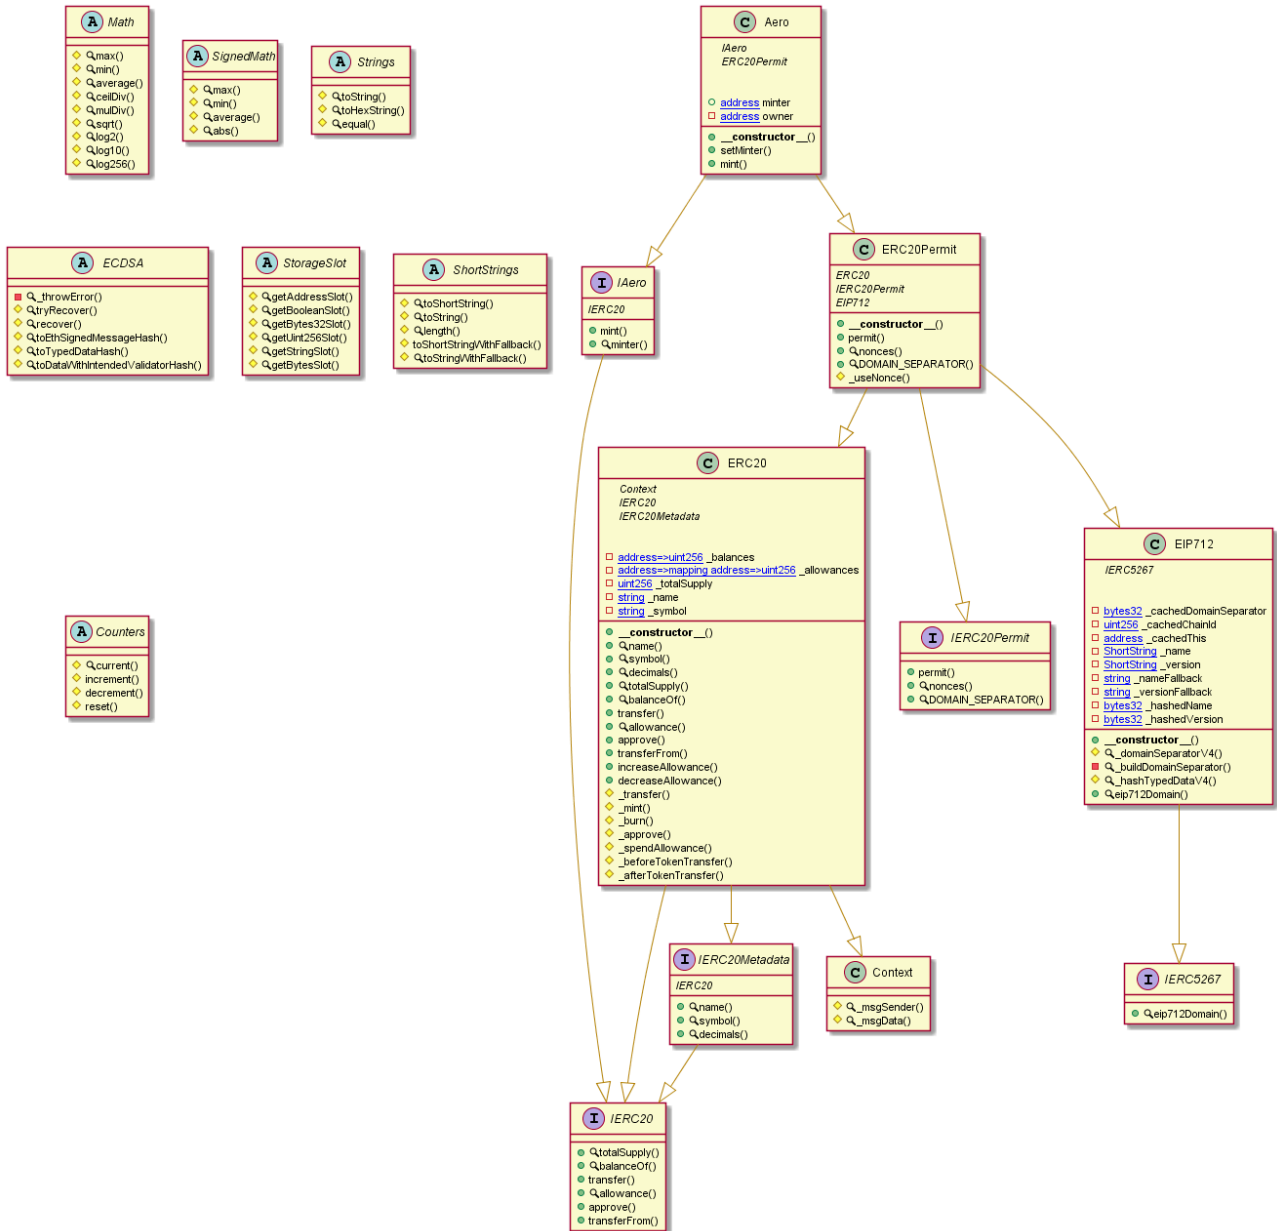 A Math
max()
min()
average()
ceilDiv()
mulDiv()
sqrt()
log2()
log10()
log256()
A SignedMath
max()
min()
average()
abs()
A Strings
toString()
toHexString()
equal()
C Aero
IAero
ERC20Permit
address minter
address owner
__constructor__()
setMinter()
mint()
A ECDSA
_throwError()
tryRecover()
recover()
toEthSignedMessageHash()
toTypedDataHash()
toDataWithIntendedValidatorHash()
A StorageSlot
getAddressSlot()
getBooleanSlot()
getBytes32Slot()
getUint256Slot()
getStringSlot()
getBytesSlot()
A ShortStrings
toShortString()
toString()
length()
toShortStringWithFallback()
toStringWithFallback()
I IAero
IERC20
mint()
minter()
C ERC20Permit
ERC20
IERC20Permit
EIP712
__constructor__()
permit()
nonces()
DOMAIN_SEPARATOR()
_useNonce()
C ERC20
Context
IERC20
IERC20Metadata
address=>uint256 _balances
address=>mapping address=>uint256 _allowances
uint256 _totalSupply
string _name
string _symbol
__constructor__()
name()
symbol()
decimals()
totalSupply()
balanceOf()
transfer()
allowance()
approve()
transferFrom()
increaseAllowance()
decreaseAllowance()
_transfer()
_mint()
_burn()
_approve()
_spendAllowance()
_beforeTokenTransfer()
_afterTokenTransfer()
C EIP712
IERC5267
bytes32 _cachedDomainSeparator
uint256 _cachedChainId
address _cachedThis
ShortString _name
ShortString _version
string _nameFallback
string _versionFallback
bytes32 _hashedName
bytes32 _hashedVersion
__constructor__()
_domainSeparatorV4()
_buildDomainSeparator()
_hashTypedDataV4()
eip712Domain()
A Counters
current()
increment()
decrement()
reset()
I IERC20Permit
permit()
nonces()
DOMAIN_SEPARATOR()
I IERC20Metadata
IERC20
name()
symbol()
decimals()
C Context
_msgSender()
_msgData()
I IERC5267
eip712Domain()
I IERC20
totalSupply()
balanceOf()
transfer()
allowance()
approve()
transferFrom()